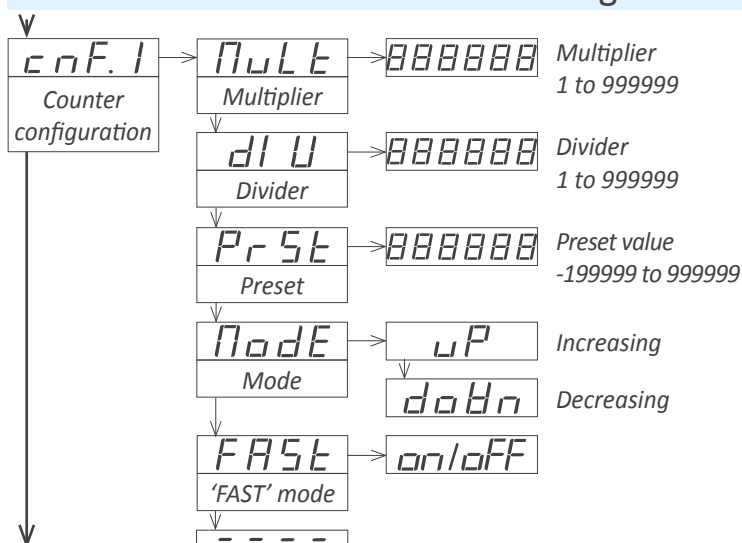 cnF.1
Counter
configuration
MuLt
Multiplier
888888
Multiplier
1 to 999999
dIV
Divider
888888
Divider
1 to 999999
PrSt
Preset
888888
Preset value
-199999 to 999999
ModE
Mode
uP
Increasing
doWn
Decreasing
FASt
‘FAST’ mode
on/oFF